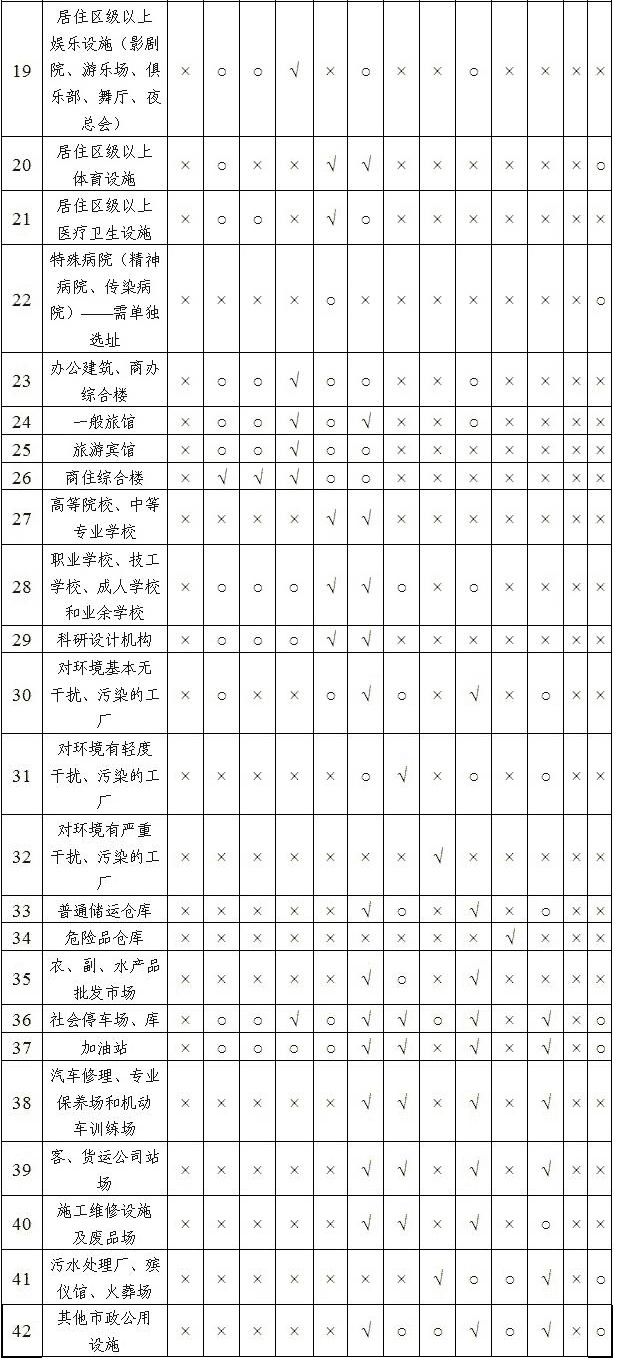 居住区级以上
娱乐设施（影剧
19 院、游乐场、俱 × ○ ○ √ × ○ × × ○ × × × ×
乐部、舞厅、夜
总会）
20 居住区级以上 × ○ × × √ √ × × × × × × ○
体育设施
21 居住区级以上 × ○ ○ × √ ○ × × × × × × ×
医疗卫生设施
特殊病院（精神
22 病院、传染病 × × × × ○ × × × × × × × ○
院）——需单独
选址
23 办公建筑、商办 × ○ ○ √ ○ ○ × × ○ × × × ×
综合楼
24 一般旅馆 × ○ ○ √ ○ √ × × ○ × × × ×
25 旅游宾馆 × ○ ○ √ ○ ○ × × × × × × ×
26 商住综合楼 × √ √ √ ○ ○ × × × × × × ×
27 高等院校、中等 × × × × √ √ × × × × × × ×
专业学校
职业学校、技工
28 学校、成人学校 × ○ ○ ○ √ √ ○ × ○ × × × ×
和业余学校
29 科研设计机构 × ○ ○ ○ √ √ × × × × × × ×
对环境基本无
30 干扰、污染的工 × ○ × × ○ √ ○ × √ × ○ × ×
厂
对环境有轻度
31 干扰、污染的工 × × × × × ○ √ × ○ × ○ × ×
厂
对环境有严重
32 干扰、污染的工 × × × × × × × √ × × × × ×
厂
33 普通储运仓库 × × × × × √ ○ × √ × ○ × ×
34 危险品仓库 × × × × × × × × × √ × × ×
35 农、副、水产品 × × × × × √ ○ × √ × × × ×
批发市场
36 社会停车场、库 × ○ ○ √ ○ √ √ ○ √ × √ × ○
37 加油站 × ○ ○ ○ ○ √ √ × √ × √ × ○
汽车修理、专业
38 保养场和机动 × × × × × √ √ × √ × √ × ×
车训练场
39 客、货运公司站 × × × × × √ √ × √ × √ × ×
场
40 施工维修设施 × × × × × √ √ × √ × ○ × ×
及废品场
41 污水处理厂、殡 × × × × × × × √ ○ ○ √ × ○
仪馆、火葬场
42 其他市政公用 × × × × × √ ○ ○ √ ○ √ × ○
设施